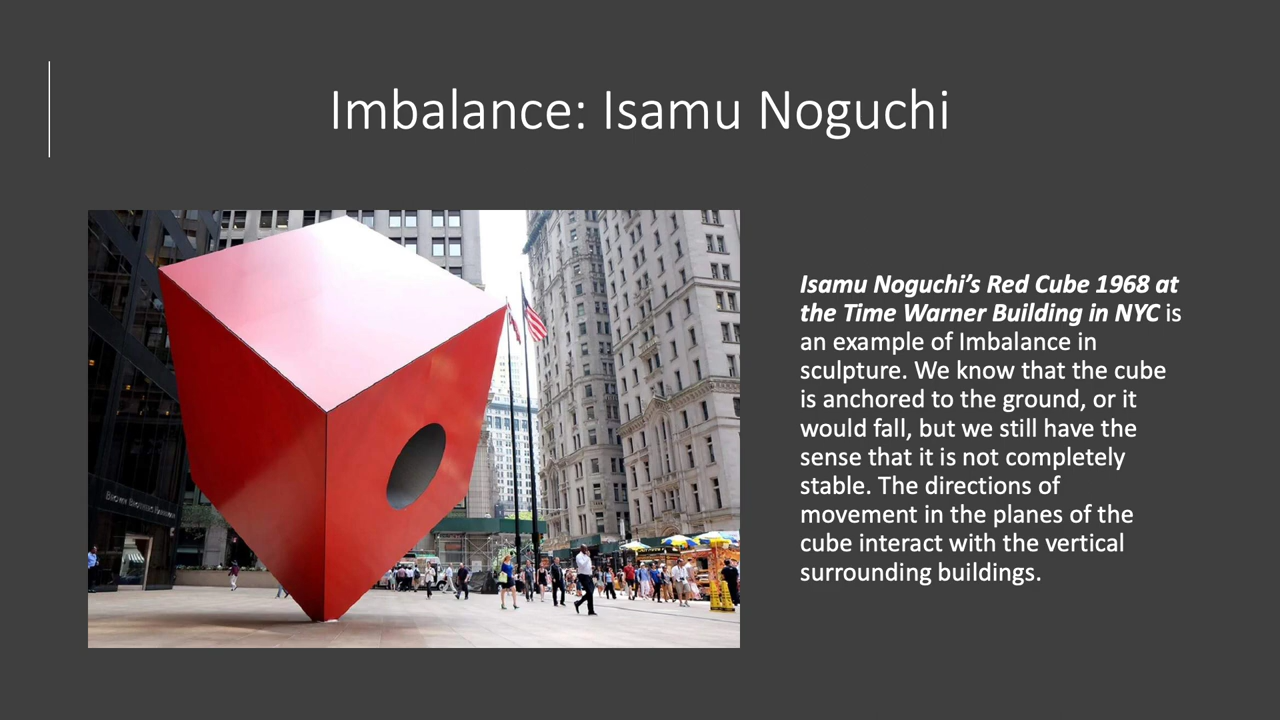 Imbalance: Isamu Noguchi
Isamu Noguchi’s Red Cube 1968 at
the Time Warner Building in NYC is
an example of Imbalance in
sculpture. We know that the cube
is anchored to the ground, or it
would fall, but we still have the
sense that it is not completely
stable. The directions of
movement in the planes of the
cube interact with the vertical
surrounding buildings.